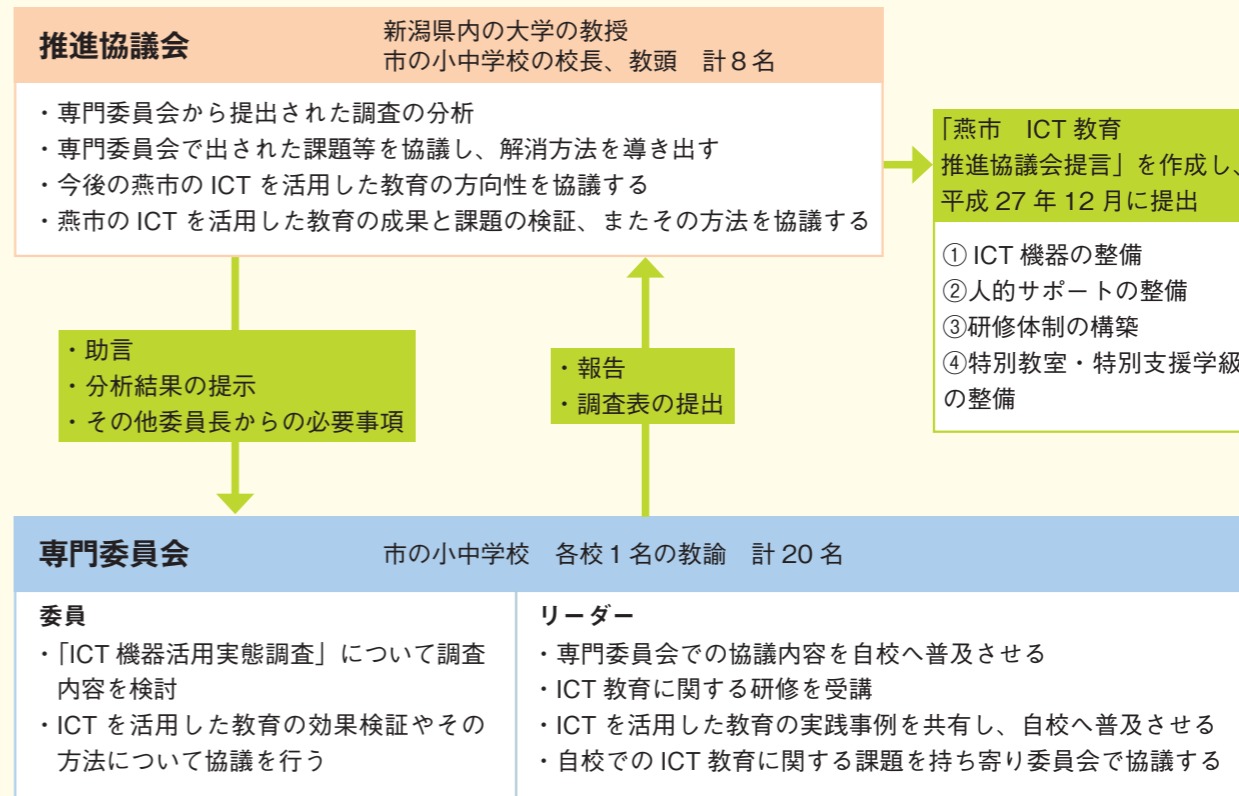 推進協議会
新潟県内の大学の教授
市の小中学校の校長、教頭　計8名
・専門委員会から提出された調査の分析
・専門委員会で出された課題等を協議し、解消方法を導き出す
・今後の燕市の ICT を活用した教育の方向性を協議する
・燕市の ICT を活用した教育の成果と課題の検証、またその方法を協議する
「燕市　ICT 教育
推進協議会提言」を作成し、
平成 27 年 12 月に提出
① ICT 機器の整備
②人的サポートの整備
③研修体制の構築
④特別教室・特別支援学級
の整備
・助言
・分析結果の提示
・その他委員長からの必要事項
・報告
・調査表の提出
専門委員会
市の小中学校　各校 1 名の教諭　計 20 名
委員
・「ICT 機器活用実態調査」について調査
内容を検討
・ICT を活用した教育の効果検証やその
方法について協議を行う
リーダー
・専門委員会での協議内容を自校へ普及させる
・ICT 教育に関する研修を受講
・ICT を活用した教育の実践事例を共有し、自校へ普及させる
・自校での ICT 教育に関する課題を持ち寄り委員会で協議する